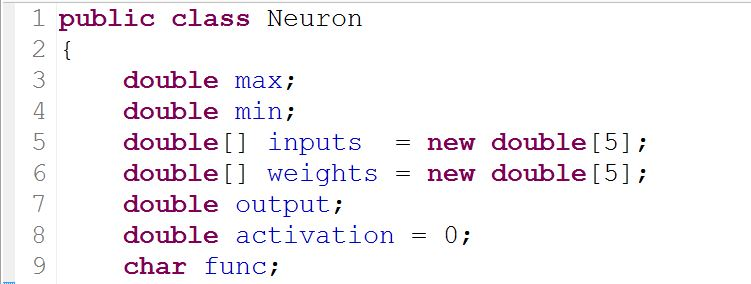 1 public class Neuron
2 {
3     double max;
4     double min;
5     double[] inputs  = new double[5];
6     double[] weights = new double[5];
7     double output;
8     double activation = 0;
9     char func;